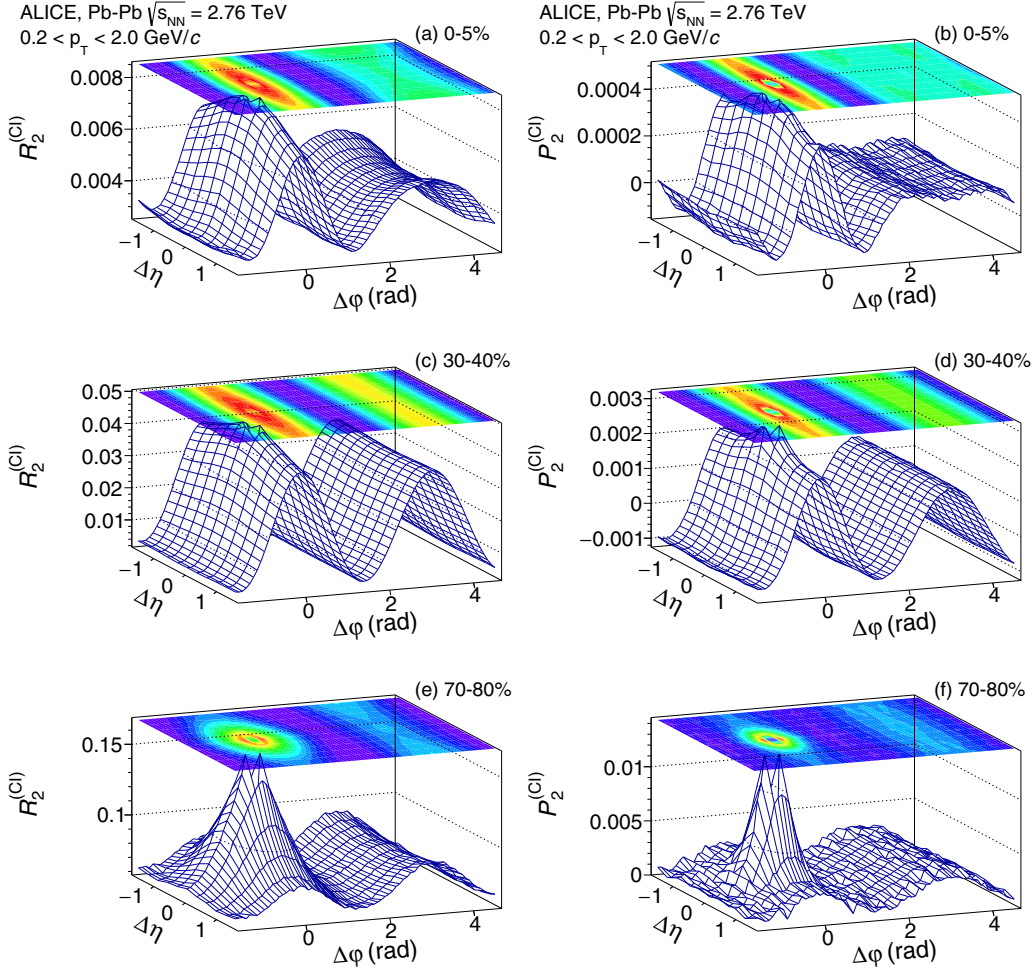 ALICE, Pb-Pb √s_NN = 2.76 TeV
0.2 < p_T < 2.0 GeV/c
(a) 0-5%
0.008
0.006
0.004
R_2^(CI)
−1
0
1
Δη
0
2
4
Δφ (rad)
ALICE, Pb-Pb √s_NN = 2.76 TeV
0.2 < p_T < 2.0 GeV/c
(b) 0-5%
0.0004
0.0002
0
P_2^(CI)
−1
0
1
Δη
0
2
4
Δφ (rad)
(c) 30-40%
0.05
0.04
0.03
0.02
0.01
R_2^(CI)
−1
0
1
Δη
0
2
4
Δφ (rad)
(d) 30-40%
0.003
0.002
0.001
0
−0.001
P_2^(CI)
−1
0
1
Δη
0
2
4
Δφ (rad)
(e) 70-80%
0.15
0.1
R_2^(CI)
−1
0
1
Δη
0
2
4
Δφ (rad)
(f) 70-80%
0.01
0.005
0
P_2^(CI)
−1
0
1
Δη
0
2
4
Δφ (rad)